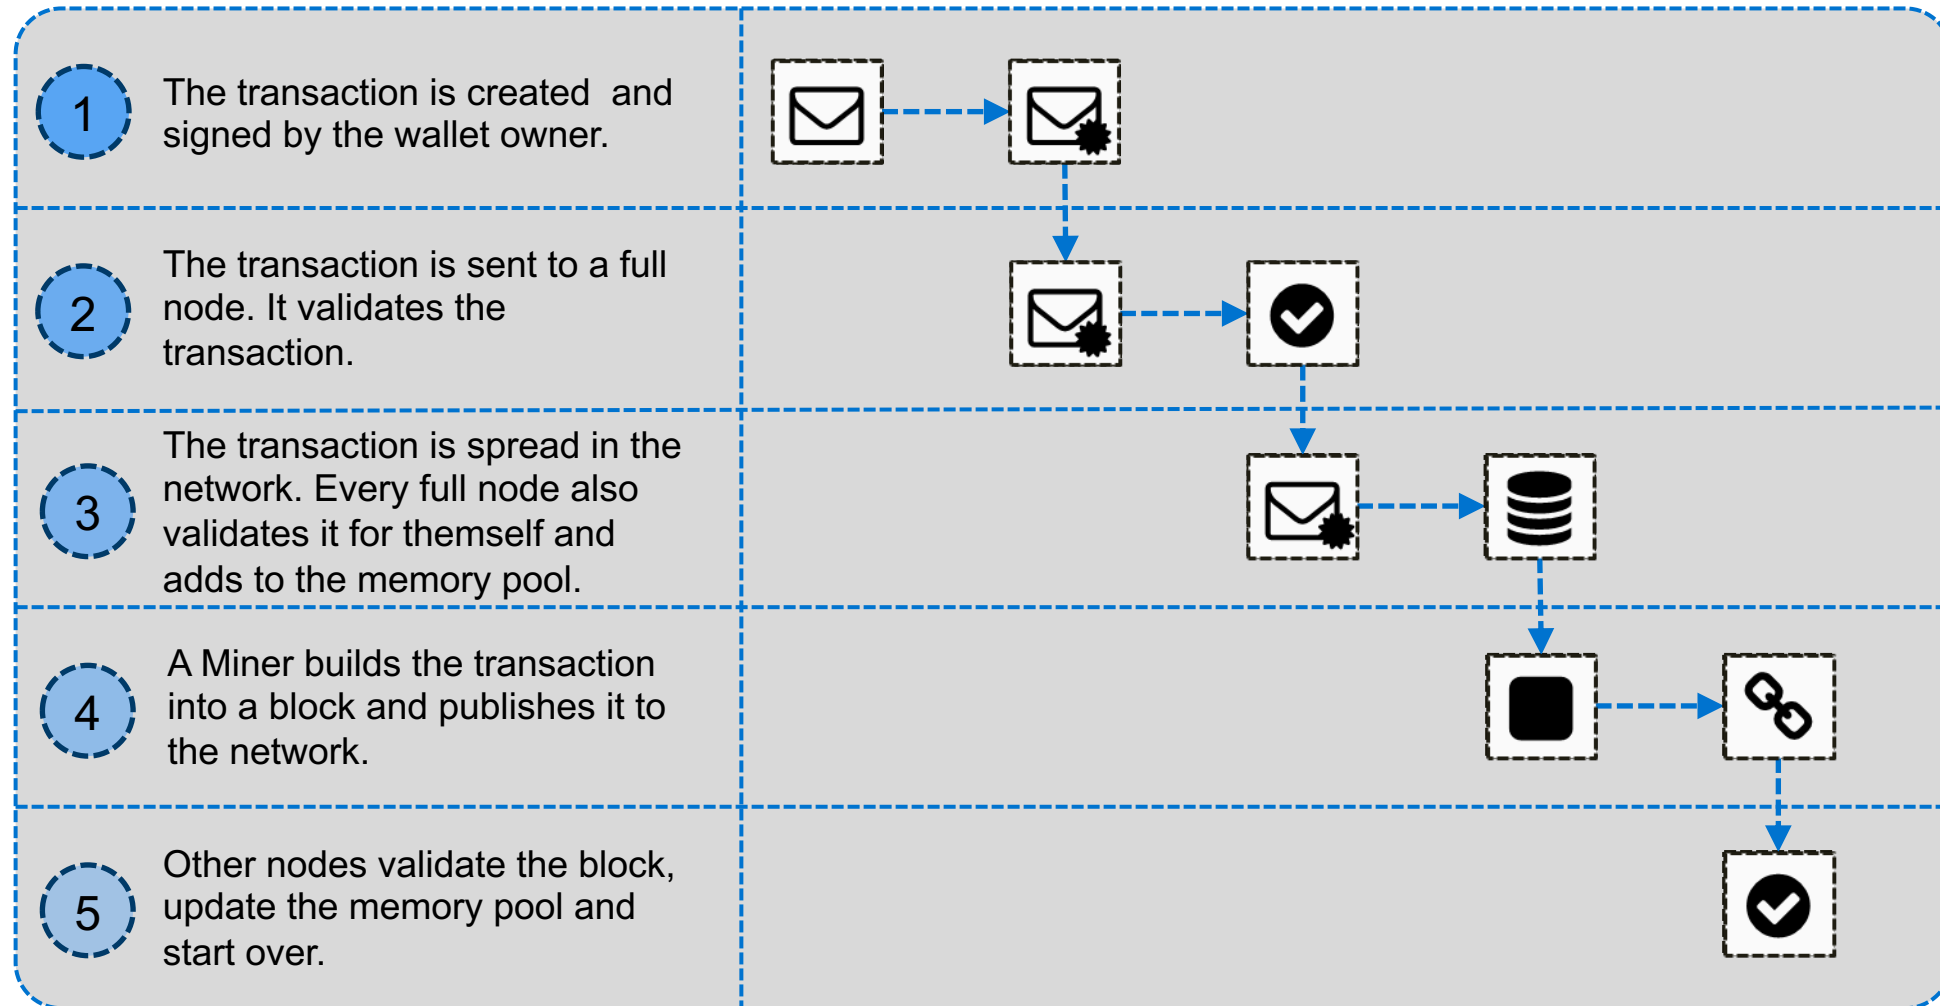 1
The transaction is created  and
signed by the wallet owner.
2
The transaction is sent to a full
node. It validates the
transaction.
3
The transaction is spread in the
network. Every full node also
validates it for themself and
adds to the memory pool.
4
A Miner builds the transaction
into a block and publishes it to
the network.
5
Other nodes validate the block,
update the memory pool and
start over.